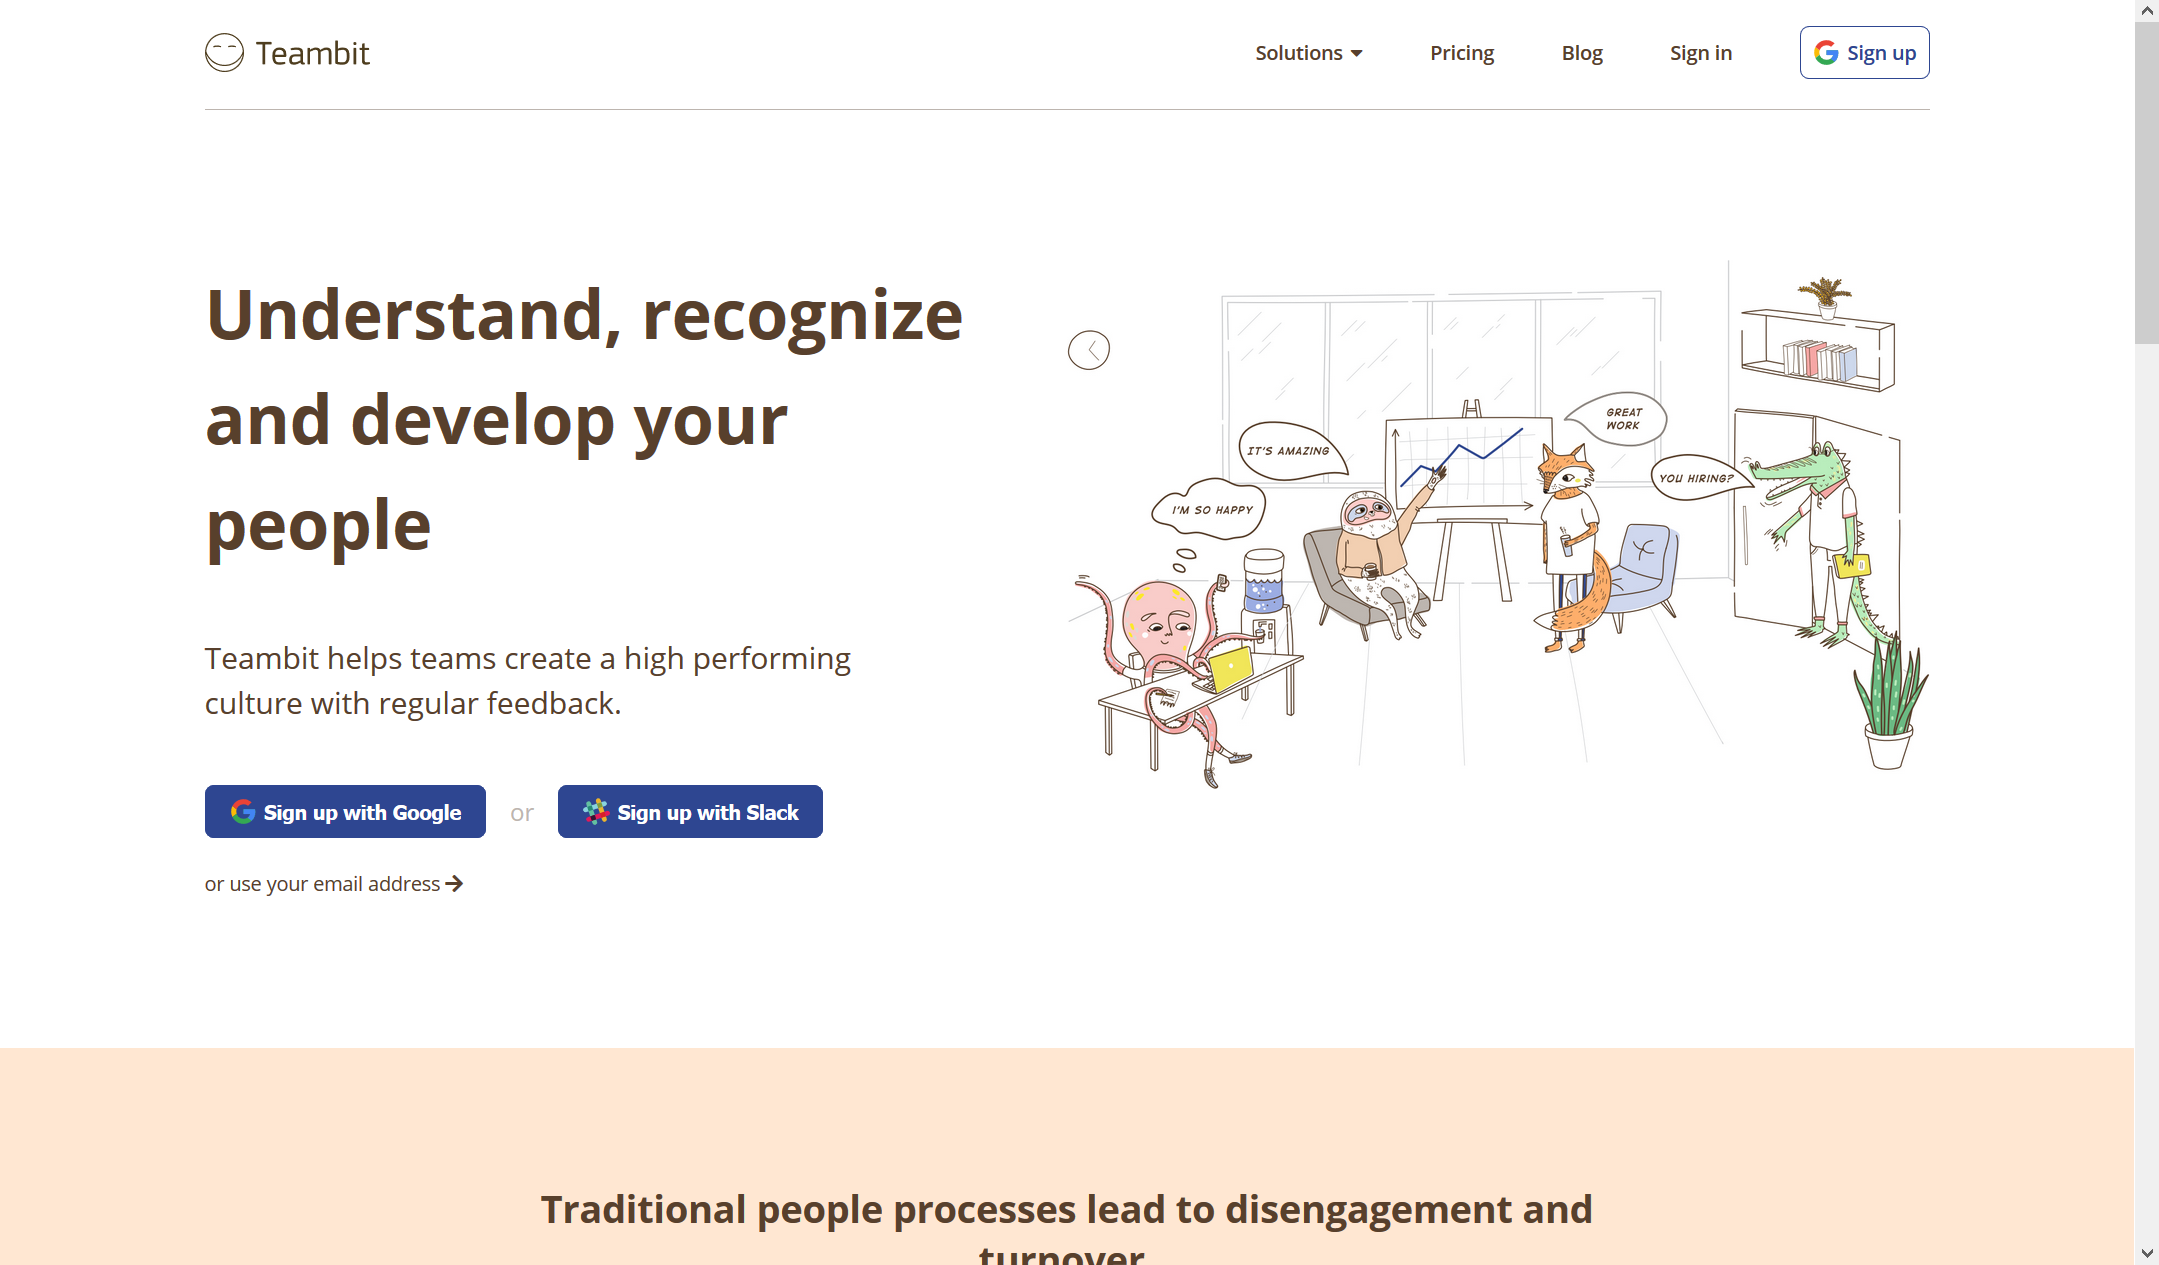 Teambit
Solutions
Pricing
Blog
Sign in
Sign up
Understand, recognize
and develop your
people
Teambit helps teams create a high performing
culture with regular feedback.
Sign up with Google
or
Sign up with Slack
or use your email address
I'M SO HAPPY
IT'S AMAZING
GREAT
WORK
YOU HIRING?
Traditional people processes lead to disengagement and
turnover